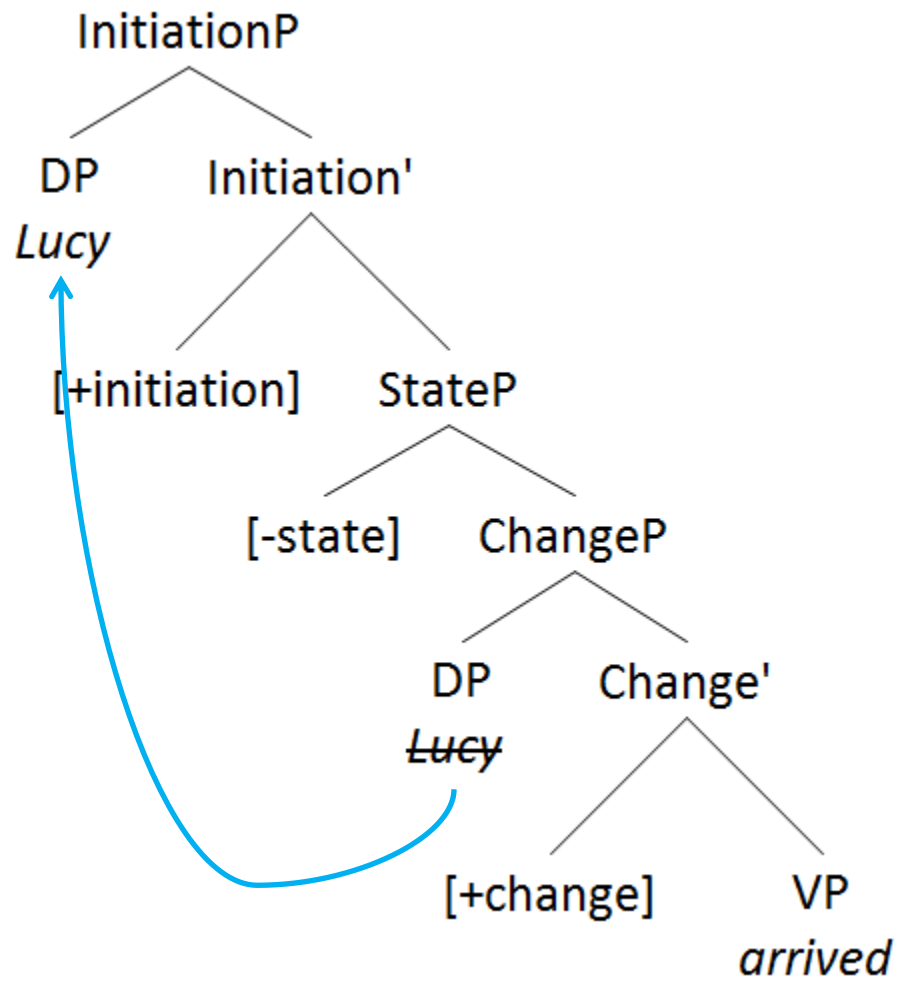 InitiationP
DP Initiation'
Lucy
[+initiation] StateP
[-state] ChangeP
DP Change'
Lucy
[+change] VP
arrived